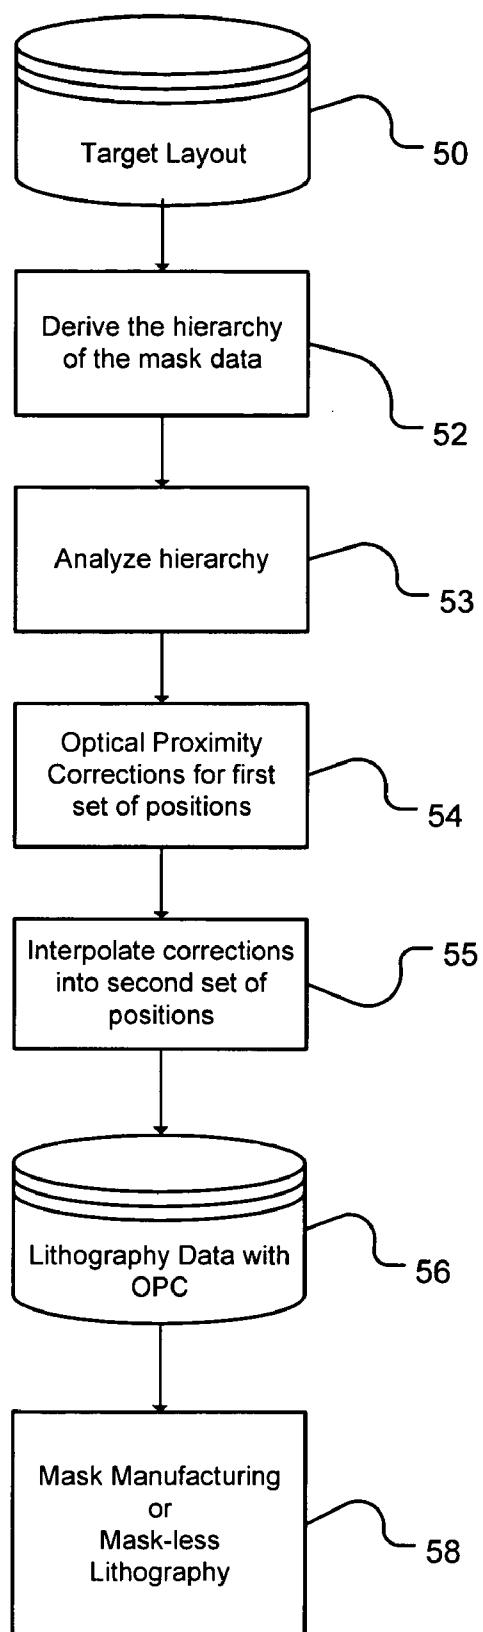 Target Layout
50
Derive the hierarchy
of the mask data
52
Analyze hierarchy
53
Optical Proximity
Corrections for first
set of positions
54
Interpolate corrections
into second set of
positions
55
Lithography Data with
OPC
56
Mask Manufacturing
or
Mask-less
Lithography
58